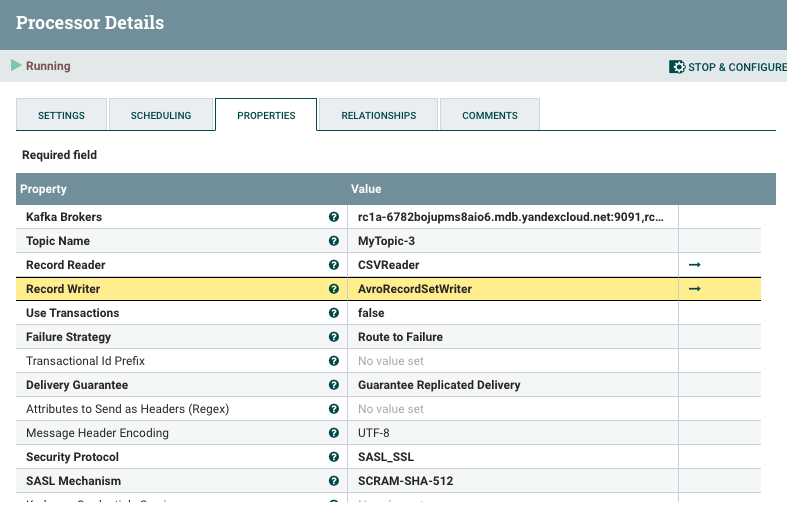 Processor Details
Running
STOP & CONFIGURE
SETTINGS SCHEDULING PROPERTIES RELATIONSHIPS COMMENTS
Required field
Property Value
Kafka Brokers rc1a-6782bojupms8aio6.mdb.yandexcloud.net:9091,rc...
Topic Name MyTopic-3
Record Reader CSVReader
Record Writer AvroRecordSetWriter
Use Transactions false
Failure Strategy Route to Failure
Transactional Id Prefix No value set
Delivery Guarantee Guarantee Replicated Delivery
Attributes to Send as Headers (Regex) No value set
Message Header Encoding UTF-8
Security Protocol SASL_SSL
SASL Mechanism SCRAM-SHA-512